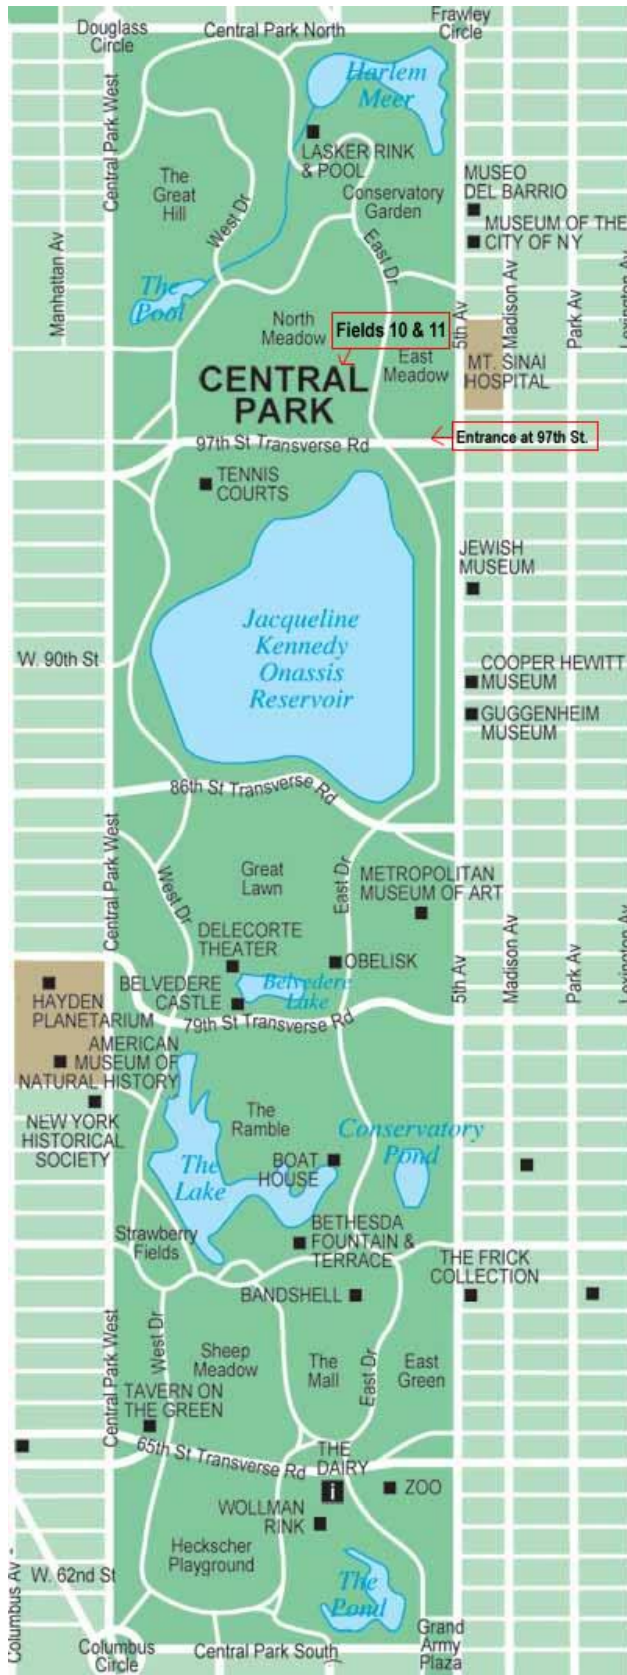 Douglass
Circle
Central Park North
Frawley
Circle
Harlem
Meer
Central Park West
LASKER RINK
& POOL
The
Great
Hill
West Dr
Conservatory
Garden
MUSEO
DEL BARRIO
MUSEUM OF THE
CITY OF NY
East Dr
Manhattan Av
The
Pool
5th Av
Madison Av
Park Av
Lexington Av
North
Meadow
Fields 10 & 11
East
Meadow
MT. SINAI
HOSPITAL
CENTRAL
PARK
97th St Transverse Rd
Entrance at 97th St.
TENNIS
COURTS
JEWISH
MUSEUM
Jacqueline
Kennedy
Onassis
Reservoir
W. 90th St
COOPER HEWITT
MUSEUM
GUGGENHEIM
MUSEUM
86th St Transverse Rd
Central Park West
West Dr
Great
Lawn
East Dr
METROPOLITAN
MUSEUM OF ART
DELECORTE
THEATER
OBELISK
5th Av
Madison Av
Park Av
Lexington Av
HAYDEN
PLANETARIUM
BELVEDERE
CASTLE
Belvedere
Lake
79th St Transverse Rd
AMERICAN
MUSEUM OF
NATURAL HISTORY
NEW YORK
HISTORICAL
SOCIETY
The
Ramble
Conservatory
Pond
The
Lake
BOAT
HOUSE
Strawberry
Fields
BETHESDA
FOUNTAIN &
TERRACE
THE FRICK
COLLECTION
BANDSHELL
Central Park West
West Dr
Sheep
Meadow
The
Mall
East Dr
East
Green
TAVERN ON
THE GREEN
65th St Transverse Rd
THE
DAIRY
i
ZOO
WOLLMAN
RINK
Heckscher
Playground
Columbus Av
W. 62nd St
The
Pond
Columbus
Circle
Central Park South
Grand
Army
Plaza